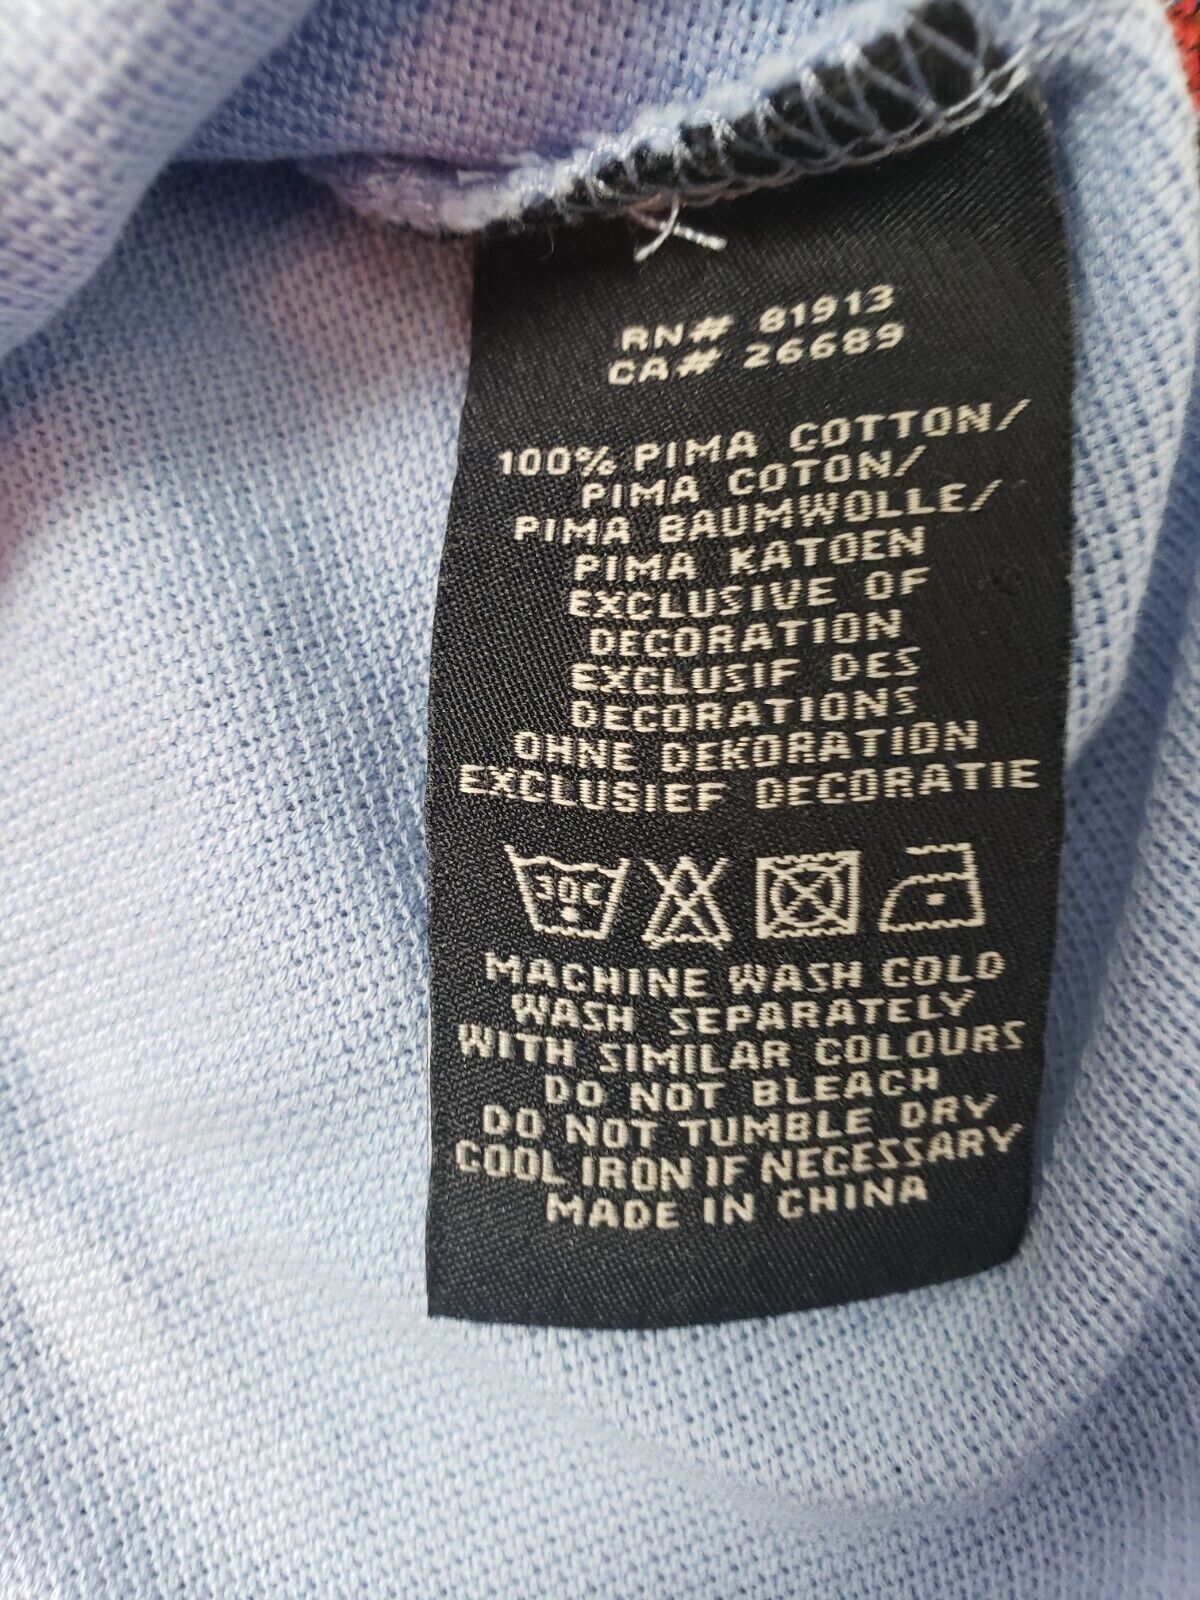 RN# 81913
CA# 26689
100% PIMA COTTON/
PIMA COTON/
PIMA BAUMWOLLE/
PIMA KATOEN
EXCLUSIVE OF
DECORATION
EXCLUSIF DES
DECORATIONS
OHNE DEKORATION
EXCLUSIEF DECORATIE
30C
MACHINE WASH COLD
WASH SEPARATELY
WITH SIMILAR COLOURS
DO NOT BLEACH
DO NOT TUMBLE DRY
COOL IRON IF NECESSARY
MADE IN CHINA